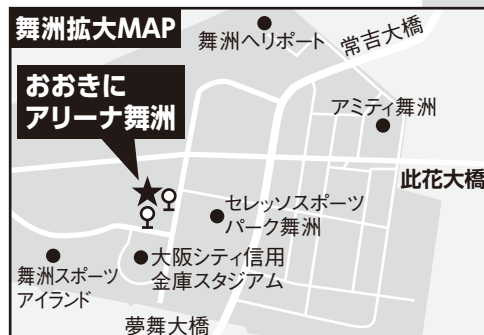 舞洲拡大MAP
舞洲ヘリポート
常吉大橋
おおきに
アリーナ舞洲
アミティ舞洲
此花大橋
セレッソスポーツ
パーク舞洲
大阪シティ信用
金庫スタジアム
舞洲スポーツ
アイランド
夢舞大橋